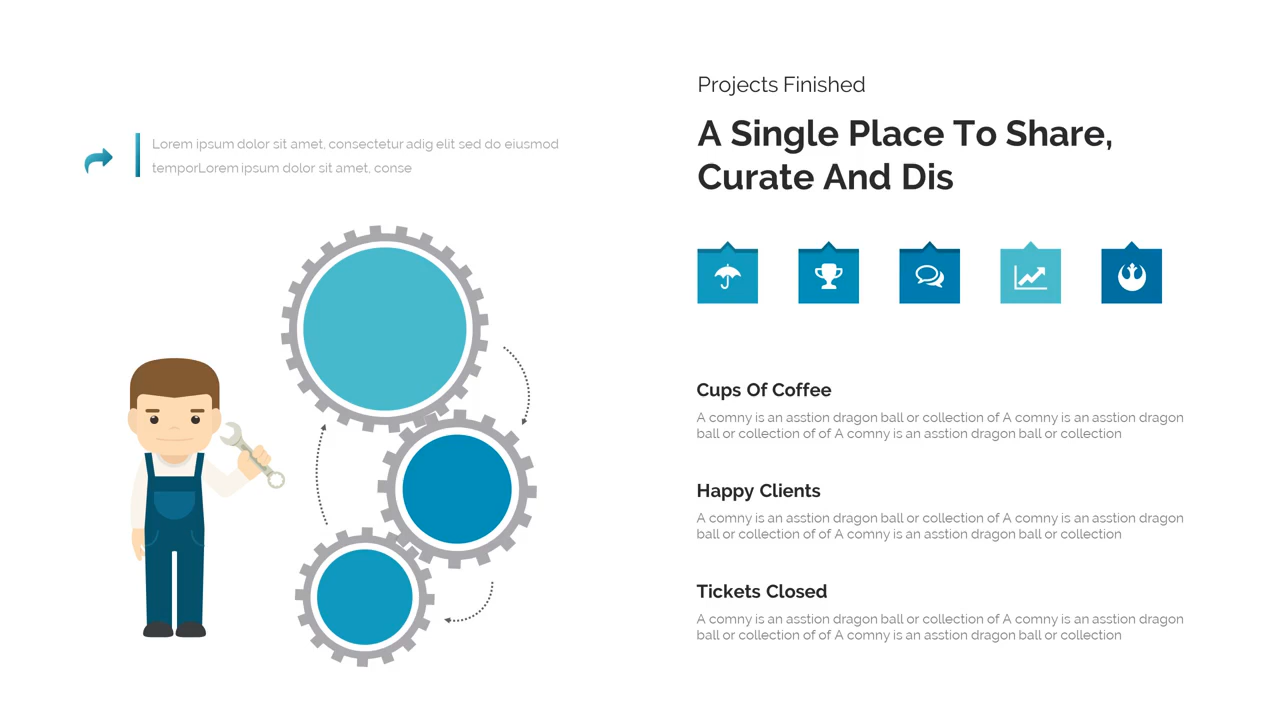 Lorem ipsum dolor sit amet, consectetur adig elit sed do eiusmod
temporLorem ipsum dolor sit amet, conse
Projects Finished
A Single Place To Share,
Curate And Dis
Cups Of Coffee
A comny is an asstion dragon ball or collection of A comny is an asstion dragon
ball or collection of of A comny is an asstion dragon ball or collection
Happy Clients
A comny is an asstion dragon ball or collection of A comny is an asstion dragon
ball or collection of of A comny is an asstion dragon ball or collection
Tickets Closed
A comny is an asstion dragon ball or collection of A comny is an asstion dragon
ball or collection of of A comny is an asstion dragon ball or collection